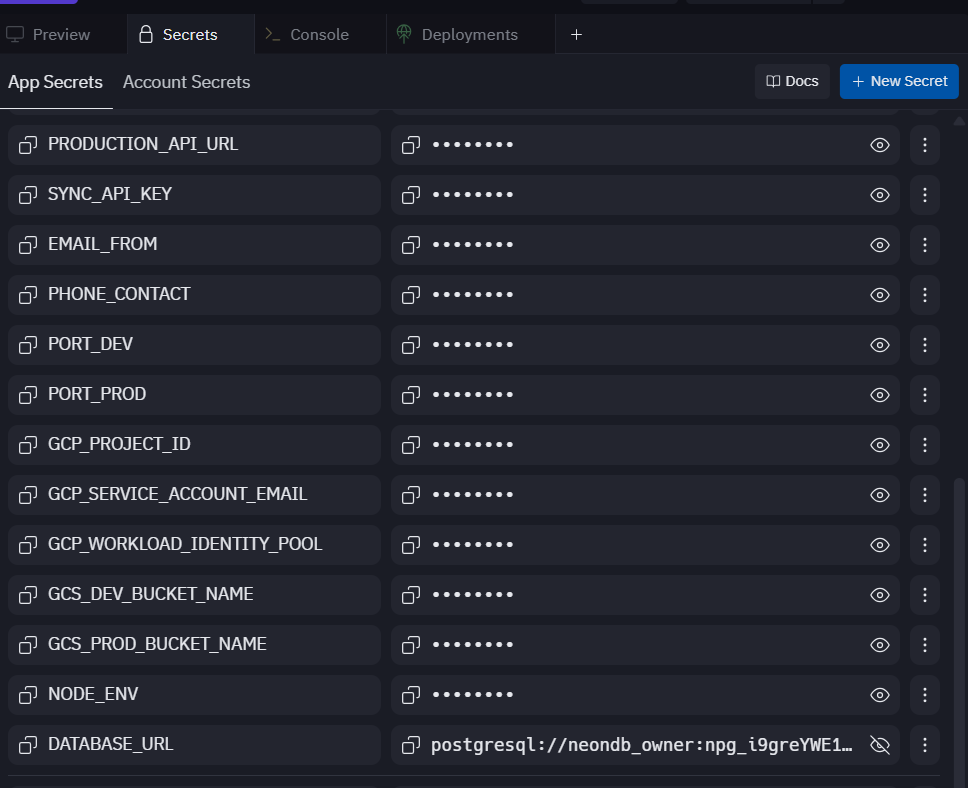 Preview
Secrets
Console
Deployments
App Secrets
Account Secrets
Docs
New Secret
PRODUCTION_API_URL ••••••••
SYNC_API_KEY ••••••••
EMAIL_FROM ••••••••
PHONE_CONTACT ••••••••
PORT_DEV ••••••••
PORT_PROD ••••••••
GCP_PROJECT_ID ••••••••
GCP_SERVICE_ACCOUNT_EMAIL ••••••••
GCP_WORKLOAD_IDENTITY_POOL ••••••••
GCS_DEV_BUCKET_NAME ••••••••
GCS_PROD_BUCKET_NAME ••••••••
NODE_ENV ••••••••
DATABASE_URL postgresql://neondb_owner:npg_i9greYWE1…